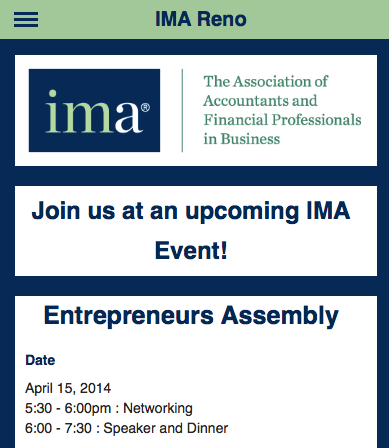 IMA Reno
ima®
The Association of
Accountants and
Financial Professionals
in Business
Join us at an upcoming IMA
Event!
Entrepreneurs Assembly
Date
April 15, 2014
5:30 - 6:00pm : Networking
6:00 - 7:30 : Speaker and Dinner